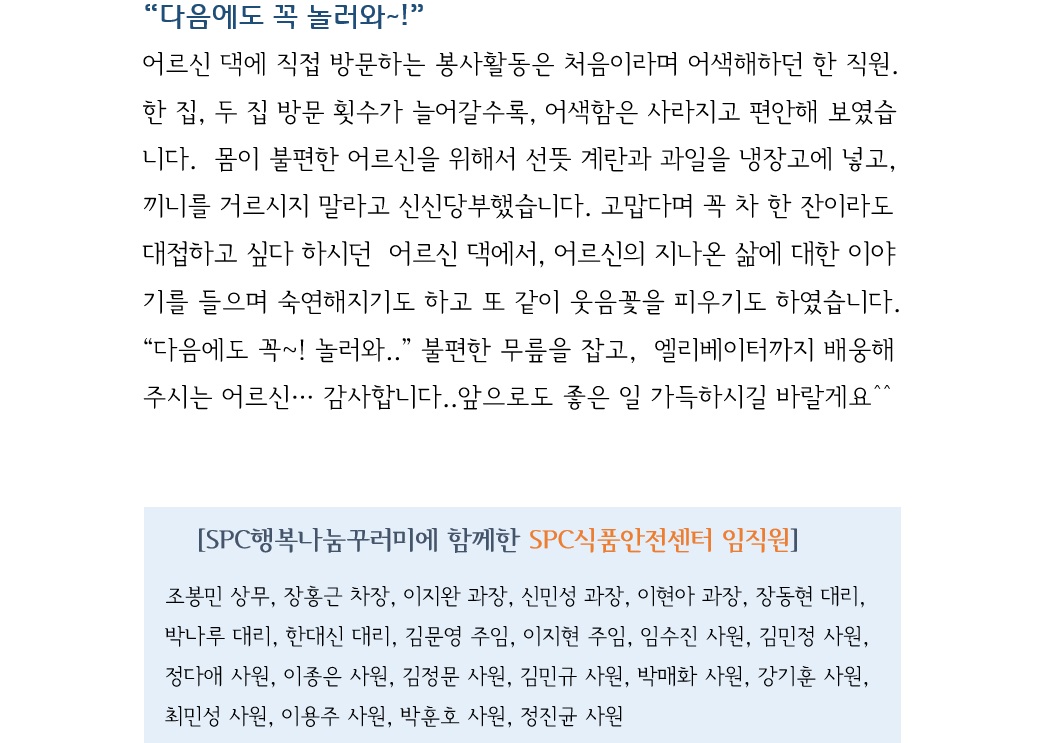 “다음에도 꼭 놀러와~!”
어르신 댁에 직접 방문하는 봉사활동은 처음이라며 어색해하던 한 직원.
한 집, 두 집 방문 횟수가 늘어갈수록, 어색함은 사라지고 편안해 보였습
니다.  몸이 불편한 어르신을 위해서 선뜻 계란과 과일을 냉장고에 넣고,
끼니를 거르시지 말라고 신신당부했습니다. 고맙다며 꼭 차 한 잔이라도
대접하고 싶다 하시던  어르신 댁에서, 어르신의 지나온 삶에 대한 이야
기를 들으며 숙연해지기도 하고 또 같이 웃음꽃을 피우기도 하였습니다.
“다음에도 꼭~! 놀러와..” 불편한 무릎을 잡고,  엘리베이터까지 배웅해
주시는 어르신… 감사합니다..앞으로도 좋은 일 가득하시길 바랄게요^^
[SPC행복나눔꾸러미에 함께한 SPC식품안전센터 임직원]
조봉민 상무, 장홍근 차장, 이지완 과장, 신민성 과장, 이현아 과장, 장동현 대리,
박나루 대리, 한대신 대리, 김문영 주임, 이지현 주임, 임수진 사원, 김민정 사원,
정다애 사원, 이종은 사원, 김정문 사원, 김민규 사원, 박매화 사원, 강기훈 사원,
최민성 사원, 이용주 사원, 박훈호 사원, 정진균 사원